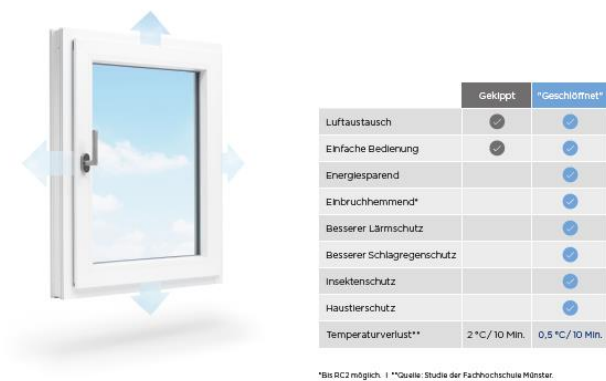 Gekippt "Geschlöffnet"
Luftaustausch
Einfache Bedienung
Energiesparend
Einbruchhemmend*
Besserer Lärmschutz
Besserer Schlagregenschutz
Insektenschutz
Haustierschutz
Temperaturverlust** 2 °C/ 10 Min. 0,5 °C/ 10 Min.
*Bis RC2 möglich. I **Quelle: Studie der Fachhochschule Münster.